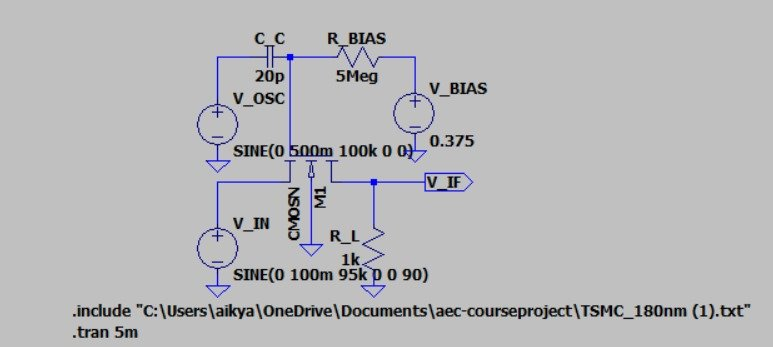 C_C
R_BIAS
20p
5Meg
V_OSC
V_BIAS
0.375
SINE(0 500m 100k 0 0)
V_IF
CMOSN
M1
V_IN
R_L
1k
SINE(0 100m 95k 0 0 90)
.include "C:\Users\aikya\OneDrive\Documents\aec-courseproject\TSMC_180nm (1).txt"
.tran 5m